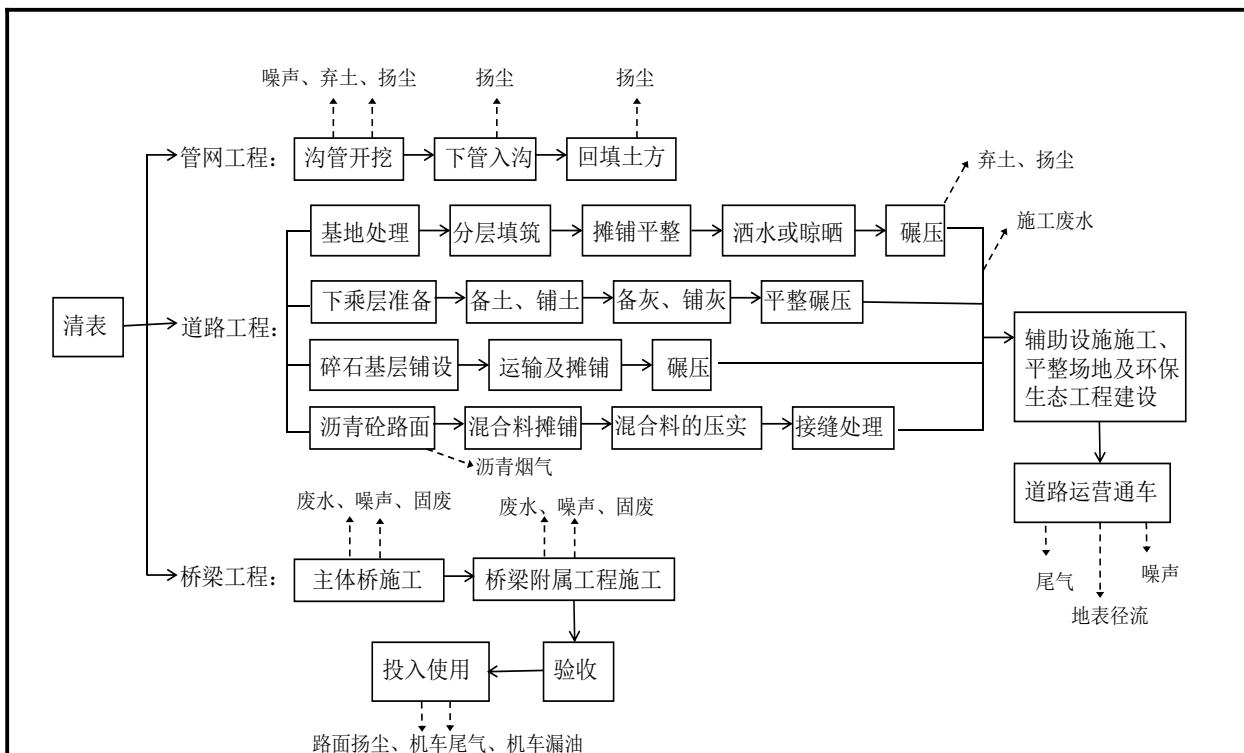 噪声、弃土、扬尘
扬尘
扬尘
管网工程：
沟管开挖
下管入沟
回填土方
弃土、扬尘
施工废水
基地处理
分层填筑
摊铺平整
洒水或晾晒
碾压
清表
道路工程：
下乘层准备
备土、铺土
备灰、铺灰
平整碾压
碎石基层铺设
运输及摊铺
碾压
辅助设施施工、
平整场地及环保
生态工程建设
沥青砼路面
混合料摊铺
混合料的压实
接缝处理
沥青烟气
道路运营通车
尾气
地表径流
噪声
废水、噪声、固废
废水、噪声、固废
桥梁工程：
主体桥施工
桥梁附属工程施工
投入使用
验收
路面扬尘、机车尾气、机车漏油